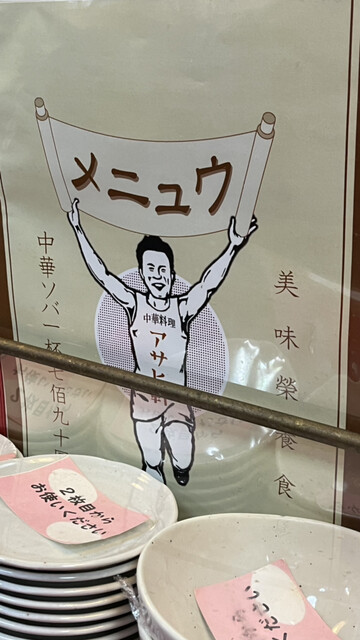 メニュウ
美味榮養食
中華料理
アサヒ
中華ソバ一杯七佰九十
2枚目から
お使いください